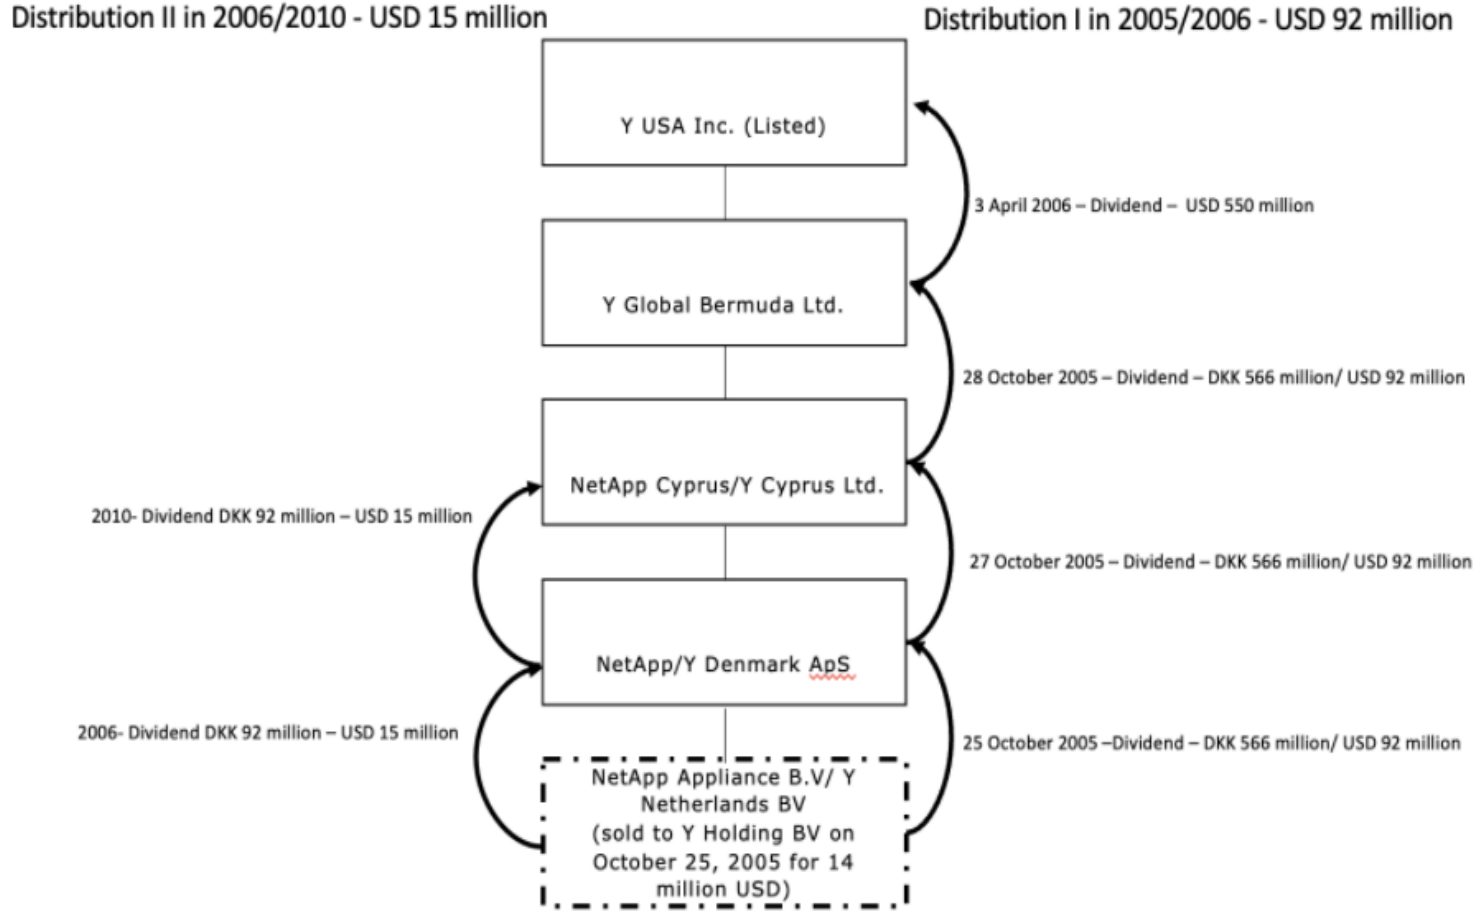 Distribution II in 2006/2010 - USD 15 million
Distribution I in 2005/2006 - USD 92 million
Y USA Inc. (Listed)
3 April 2006 – Dividend – USD 550 million
Y Global Bermuda Ltd.
28 October 2005 – Dividend – DKK 566 million/ USD 92 million
NetApp Cyprus/Y Cyprus Ltd.
2010- Dividend DKK 92 million – USD 15 million
27 October 2005 – Dividend – DKK 566 million/ USD 92 million
NetApp/Y Denmark ApS
2006- Dividend DKK 92 million – USD 15 million
25 October 2005 –Dividend – DKK 566 million/ USD 92 million
NetApp Appliance B.V/ Y
Netherlands BV
(sold to Y Holding BV on
October 25, 2005 for 14
million USD)